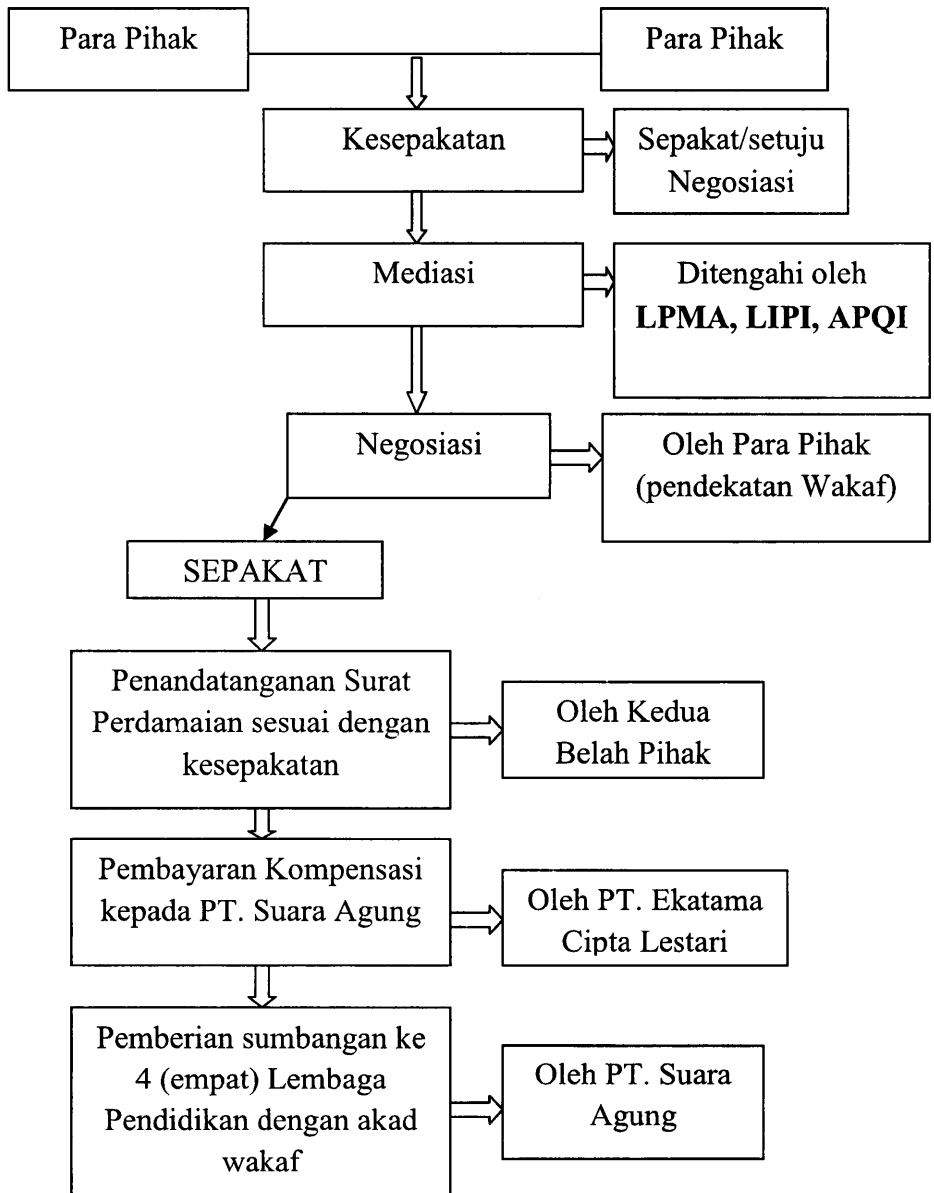 Para Pihak
Para Pihak
Kesepakatan
Sepakat/setuju
Negosiasi
Mediasi
Ditengahi oleh
LPMA, LIPI, APQI
Negosiasi
Oleh Para Pihak
(pendekatan Wakaf)
SEPAKAT
Penandatanganan Surat
Perdamaian sesuai dengan
kesepakatan
Oleh Kedua
Belah Pihak
Pembayaran Kompensasi
kepada PT. Suara Agung
Oleh PT. Ekatama
Cipta Lestari
Pemberian sumbangan ke
4 (empat) Lembaga
Pendidikan dengan akad
wakaf
Oleh PT. Suara
Agung